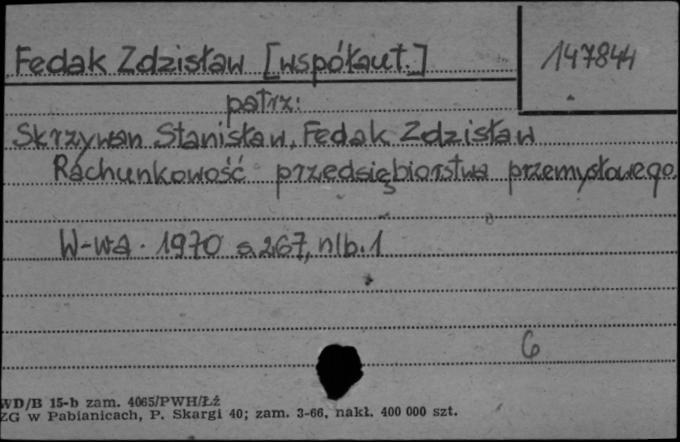 Fedak Zdzisław [współaut.]
147844
patrz:
Skrzywan Stanisław, Fedak Zdzisław
Rachunkowość przedsiębiorstwa przemysłowego.
W-wa. 1970 s. 267, nlb. 1
6
WD/B 15-b zam. 4065/PWH/Łź
ZG w Pabianicach, P. Skargi 40; zam. 3-66, nakł. 400 000 szt.